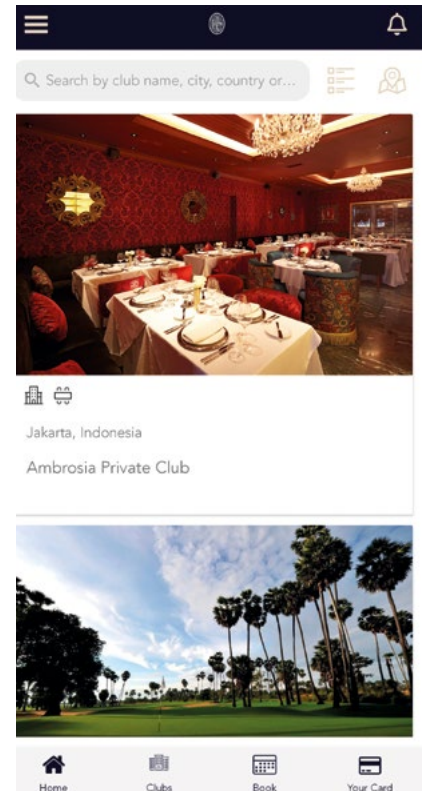 Search by club name, city, country or...
Jakarta, Indonesia
Ambrosia Private Club
Home
Clubs
Book
Your Card